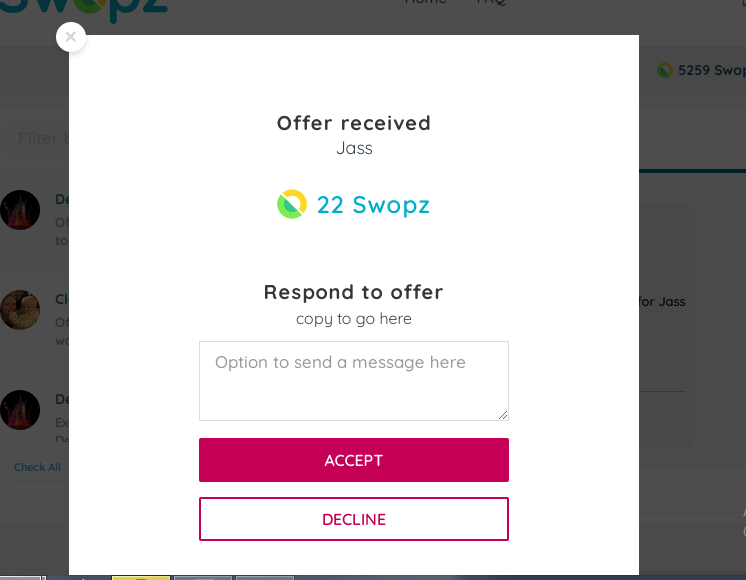 Swopz
Home FAQ
5259 Swop
Filter b
Offer received
Jass
22 Swopz
De
Of
to
Cl
Of
wo
for Jass
Respond to offer
copy to go here
Option to send a message here
De
Ex
De
Check All
ACCEPT
DECLINE